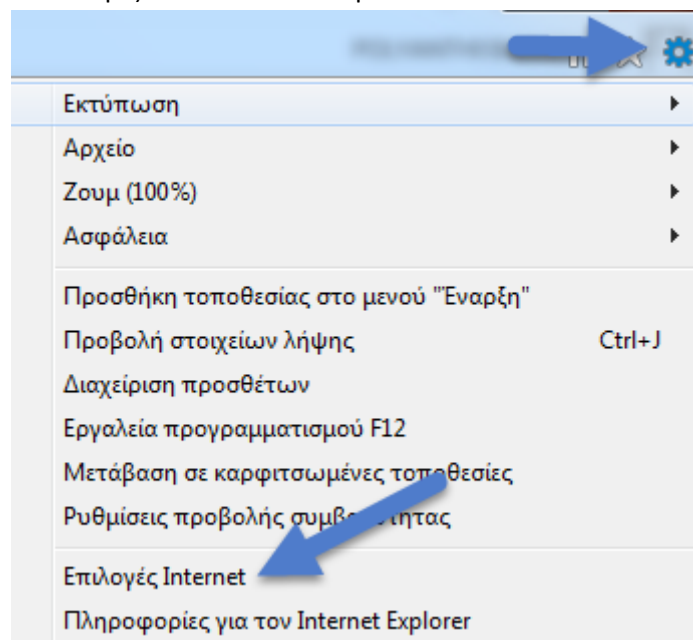 Εκτύπωση
Αρχείο
Ζουμ (100%)
Ασφάλεια
Προσθήκη τοποθεσίας στο μενού "Έναρξη"
Προβολή στοιχείων λήψης Ctrl+J
Διαχείριση προσθέτων
Εργαλεία προγραμματισμού F12
Μετάβαση σε καρφιτσωμένες τοποθεσίες
Ρυθμίσεις προβολής συμβατότητας
Επιλογές Internet
Πληροφορίες για τον Internet Explorer